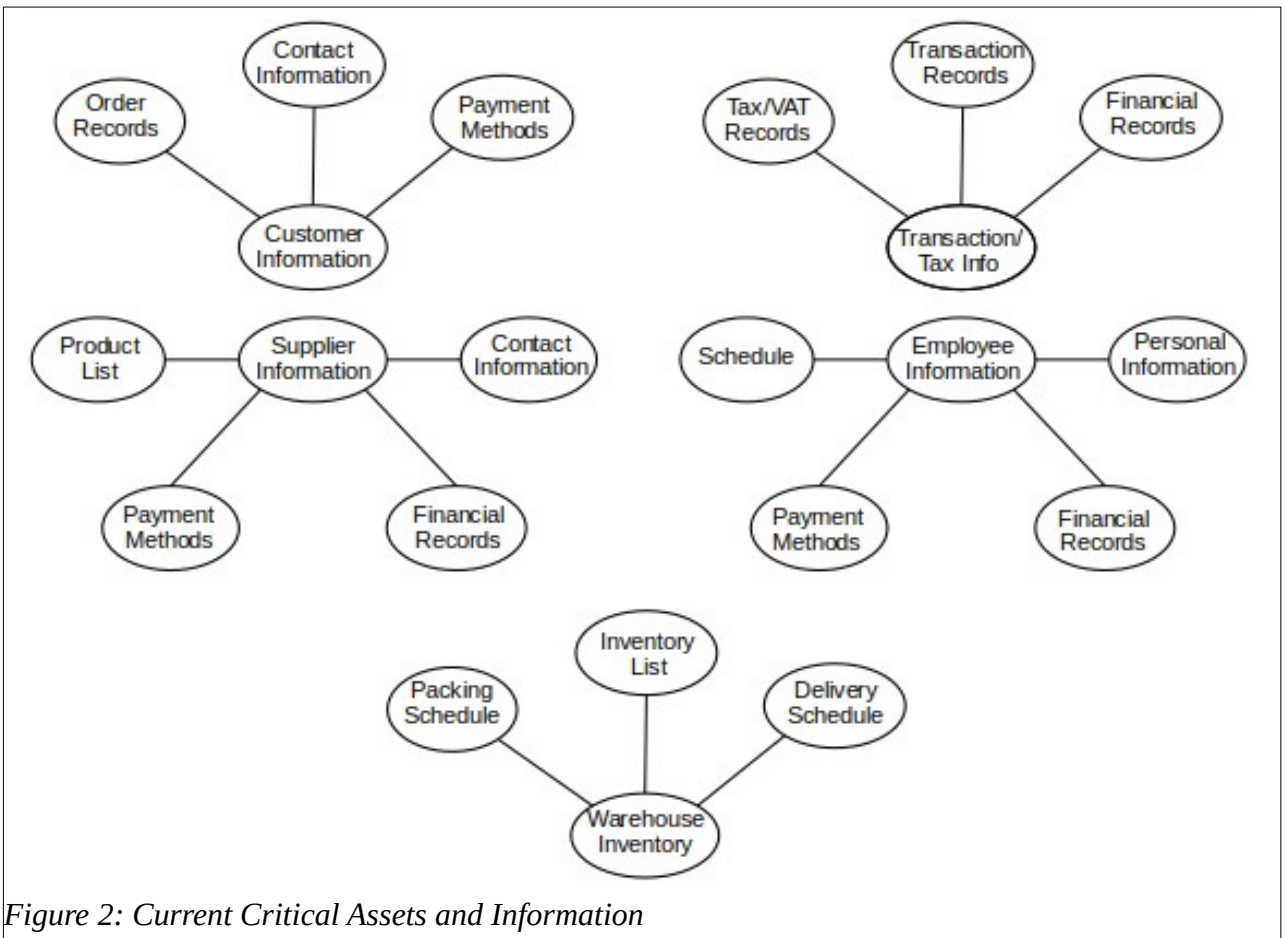 Contact
Information
Order
Records
Payment
Methods
Customer
Information
Transaction
Records
Tax/VAT
Records
Financial
Records
Transaction/
Tax Info
Product
List
Supplier
Information
Contact
Information
Payment
Methods
Financial
Records
Schedule
Employee
Information
Personal
Information
Payment
Methods
Financial
Records
Inventory
List
Packing
Schedule
Delivery
Schedule
Warehouse
Inventory
Figure 2: Current Critical Assets and Information